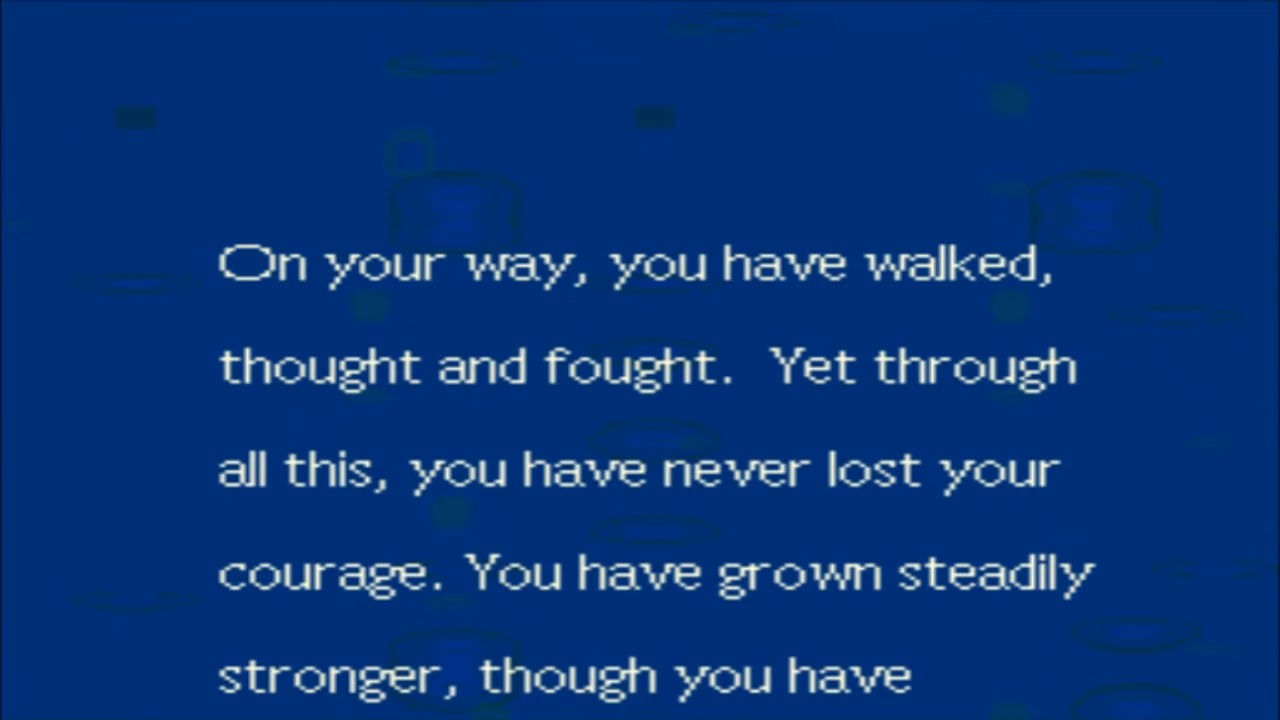 On your way, you have walked,
thought and fought.  Yet through
all this, you have never lost your
courage. You have grown steadily
stronger, though you have